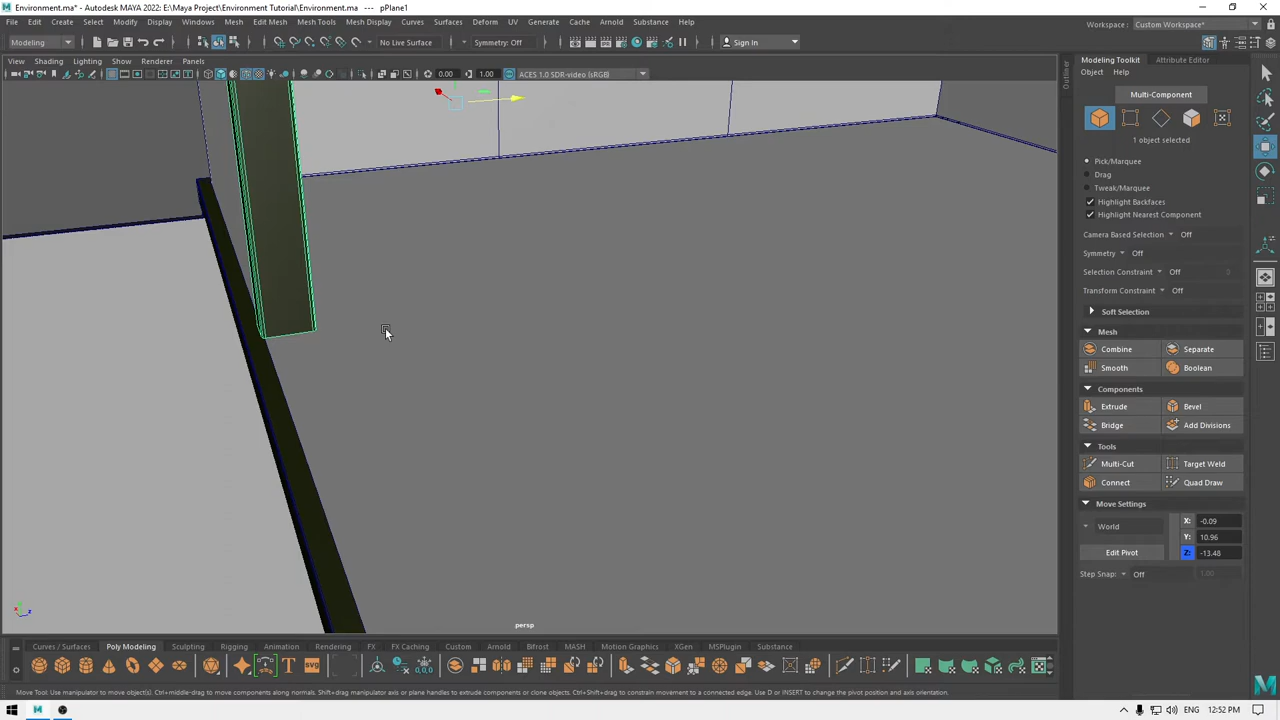 Environment.ma* - Autodesk MAYA 2022: E:\Maya Project\Environment Tutorial\Environment.ma --- pPlane1
File Edit Create Select Modify Display Windows Mesh Edit Mesh Mesh Tools Mesh Display Curves Surfaces Deform UV Generate Cache Arnold Substance Help
Workspace : Custom Workspace*
Modeling No Live Surface Symmetry: Off Sign In
View Shading Lighting Show Renderer Panels
0.00 1.00 ACES 1.0 SDR-video (sRGB)
Outliner
Modeling Toolkit Attribute Editor
Object Help
Multi-Component
1 object selected
Pick/Marquee
Drag
Tweak/Marquee
Highlight Backfaces
Highlight Nearest Component
Camera Based Selection Off
Symmetry Off
Selection Constraint Off
Transform Constraint Off
Soft Selection
Mesh
Combine Separate
Smooth Boolean
Components
Extrude Bevel
Bridge Add Divisions
Tools
Multi-Cut Target Weld
Connect Quad Draw
Move Settings
World
X: -0.09
Y: 10.96
Z: -13.48
Edit Pivot
Step Snap: Off 1.00
persp
Curves / Surfaces Poly Modeling Sculpting Rigging Animation Rendering FX FX Caching Custom Arnold Bifrost MASH Motion Graphics XGen MSPlugin Substance
SVG
0,0,0
Move Tool: Use manipulator to move object(s). Ctrl+middle-drag to move components along normals. Shift+drag manipulator axis or plane handles to extrude components or clone objects. Ctrl+Shift+drag to constrain movement to a connected edge. Use D or INSERT to change the pivot position and axis orientation.
ENG 12:52 PM